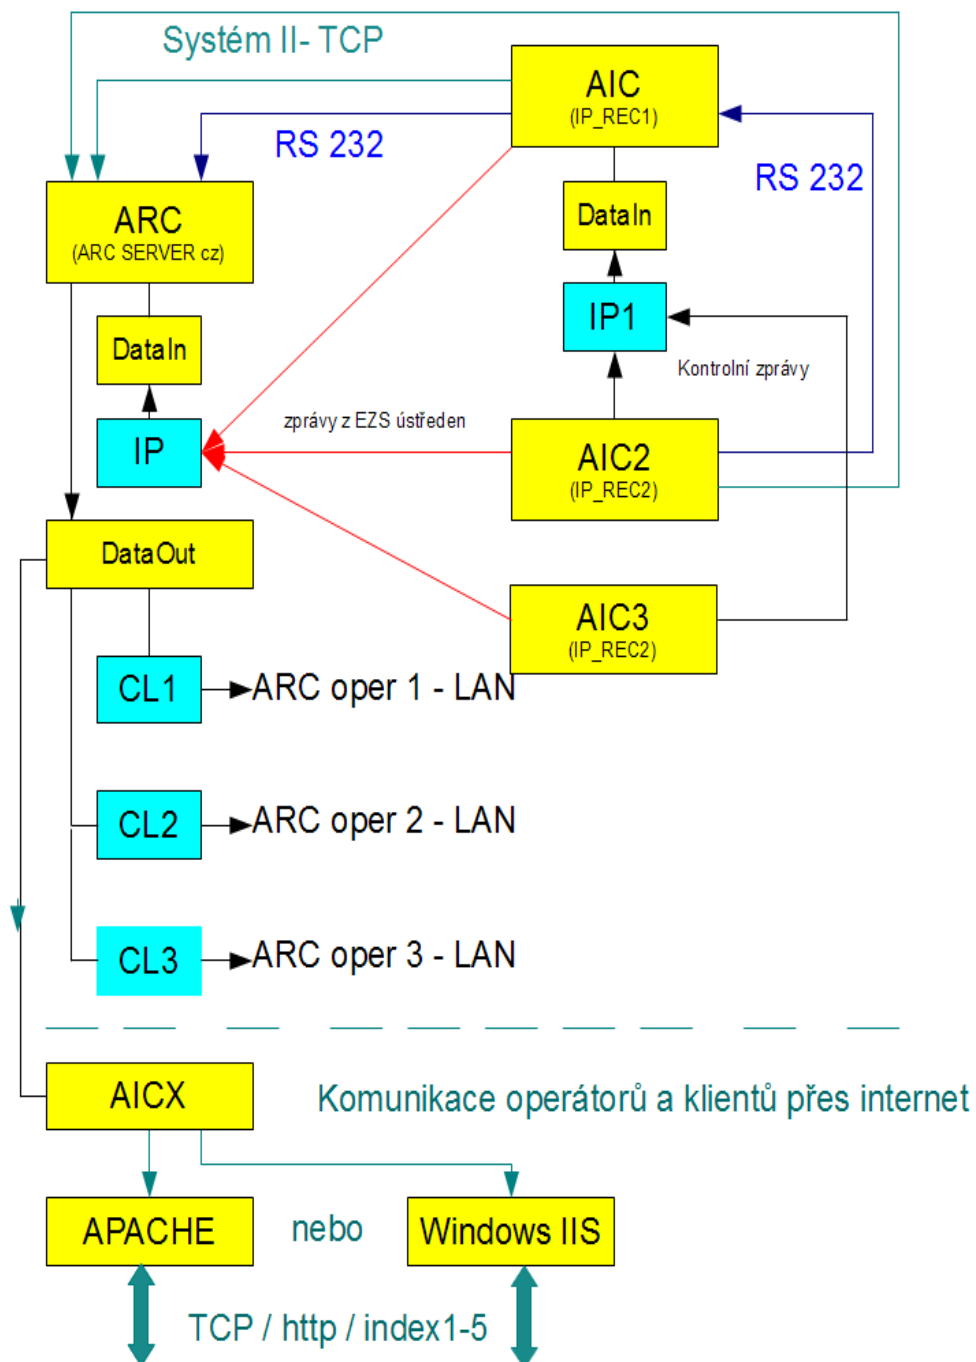 Systém II- TCP
AIC
(IP_REC1)
RS 232
RS 232
ARC
(ARC SERVER cz)
DataIn
DataIn
IP1
Kontrolní zprávy
zprávy z EZS ústředen
IP
AIC2
(IP_REC2)
DataOut
AIC3
(IP_REC2)
CL1
ARC oper 1 - LAN
CL2
ARC oper 2 - LAN
CL3
ARC oper 3 - LAN
AICX
Komunikace operátorů a klientů přes internet
APACHE
nebo
Windows IIS
TCP / http / index1-5